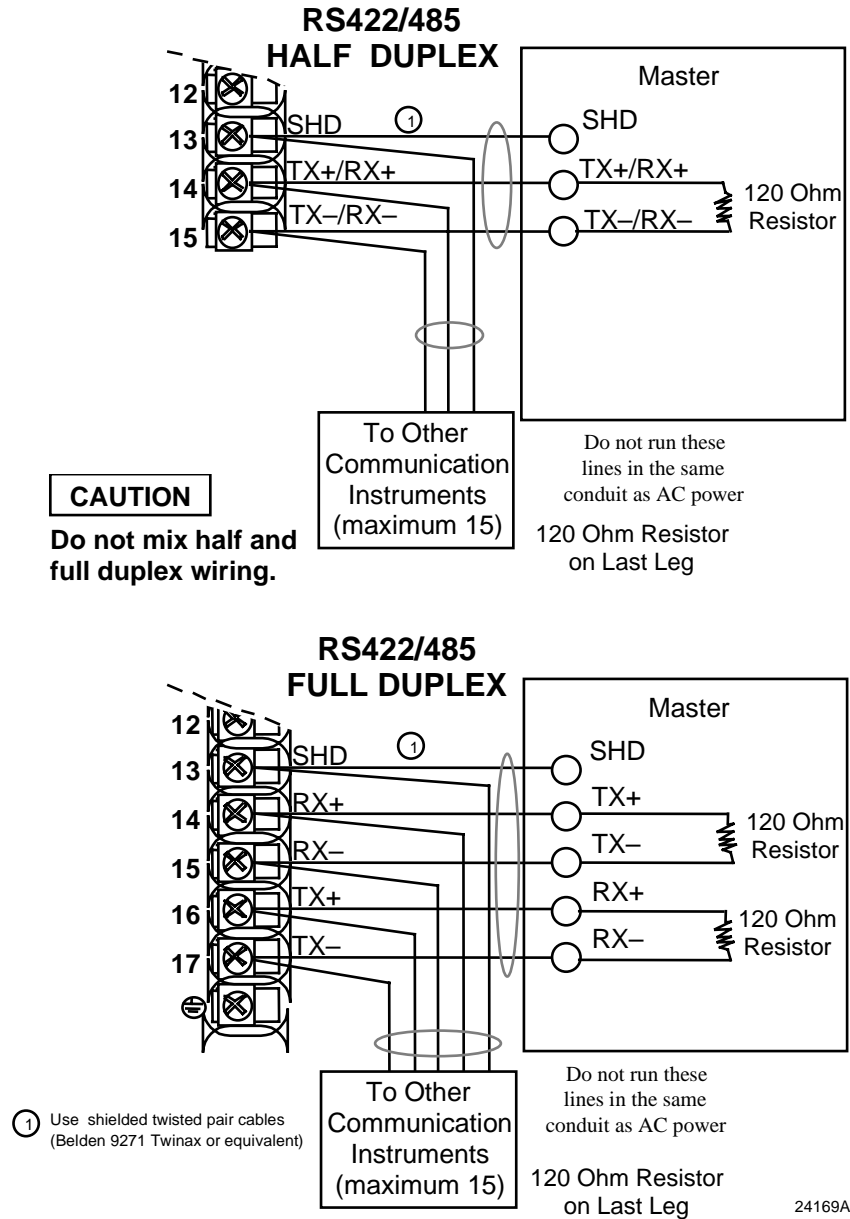 RS422/485
HALF DUPLEX
Master
12
13
SHD
1
SHD
14
TX+/RX+
TX+/RX+
120 Ohm
Resistor
15
TX–/RX–
TX–/RX–
To Other
Communication
Instruments
(maximum 15)
Do not run these
lines in the same
conduit as AC power
120 Ohm Resistor
on Last Leg
CAUTION
Do not mix half and
full duplex wiring.
RS422/485
FULL DUPLEX
Master
12
13
SHD
1
SHD
14
RX+
TX+
120 Ohm
Resistor
15
RX–
TX–
16
TX+
RX+
120 Ohm
Resistor
17
TX–
RX–
To Other
Communication
Instruments
(maximum 15)
Do not run these
lines in the same
conduit as AC power
120 Ohm Resistor
on Last Leg
1 Use shielded twisted pair cables
(Belden 9271 Twinax or equivalent)
24169A